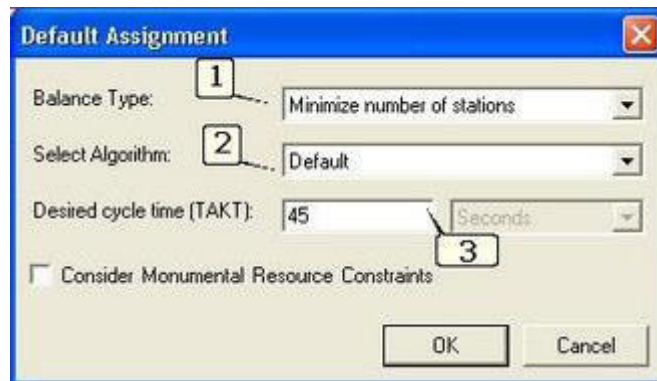 Default Assignment
1
Balance Type: Minimize number of stations
2
Select Algorithm: Default
Desired cycle time (TAKT): 45 Seconds
3
Consider Monumental Resource Constraints
OK Cancel